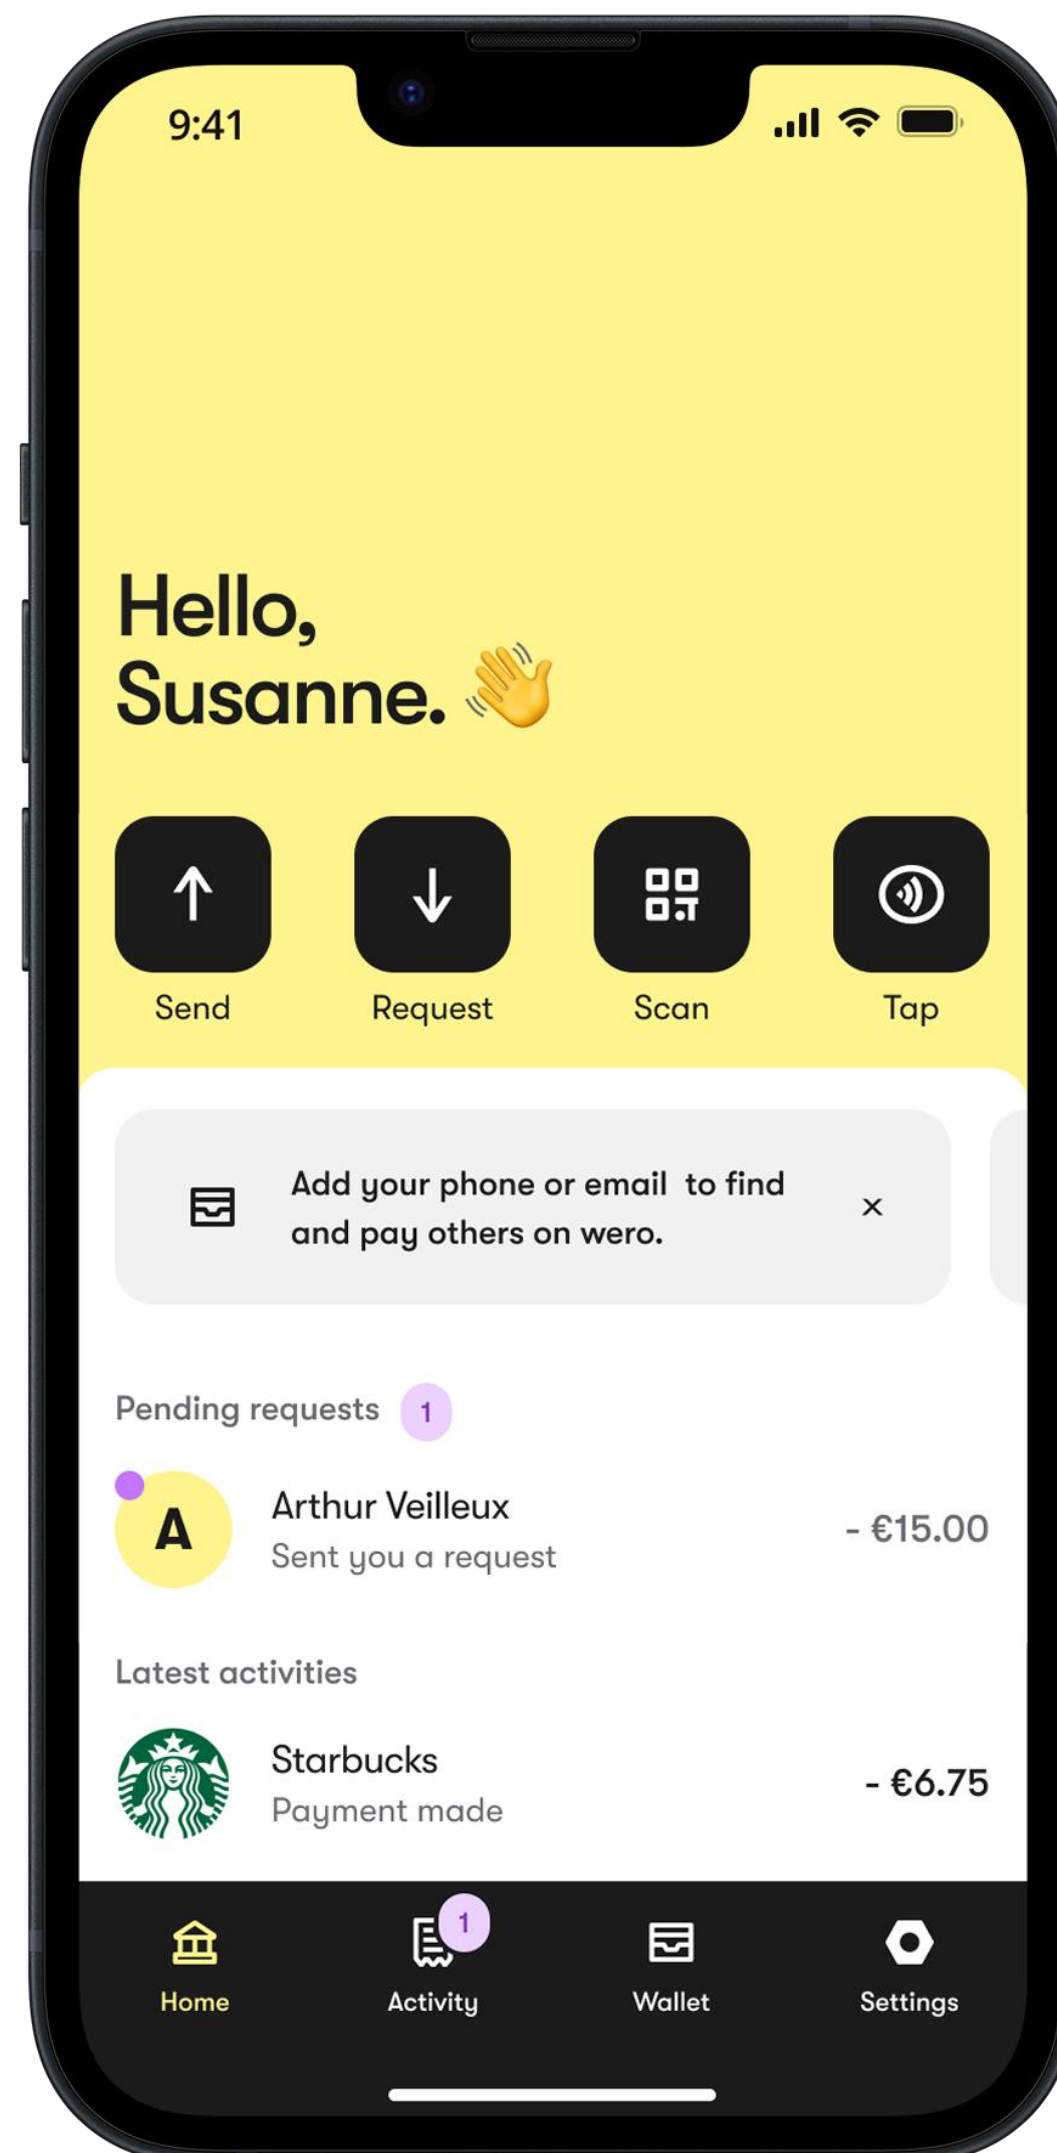 9:41
Hello,
Susanne. 👋
Send
Request
Scan
Tap
Add your phone or email  to find
and pay others on wero.
Pending requests 1
A
Arthur Veilleux
Sent you a request
- €15.00
Latest activities
Starbucks
Payment made
- €6.75
1
Home
Activity
Wallet
Settings